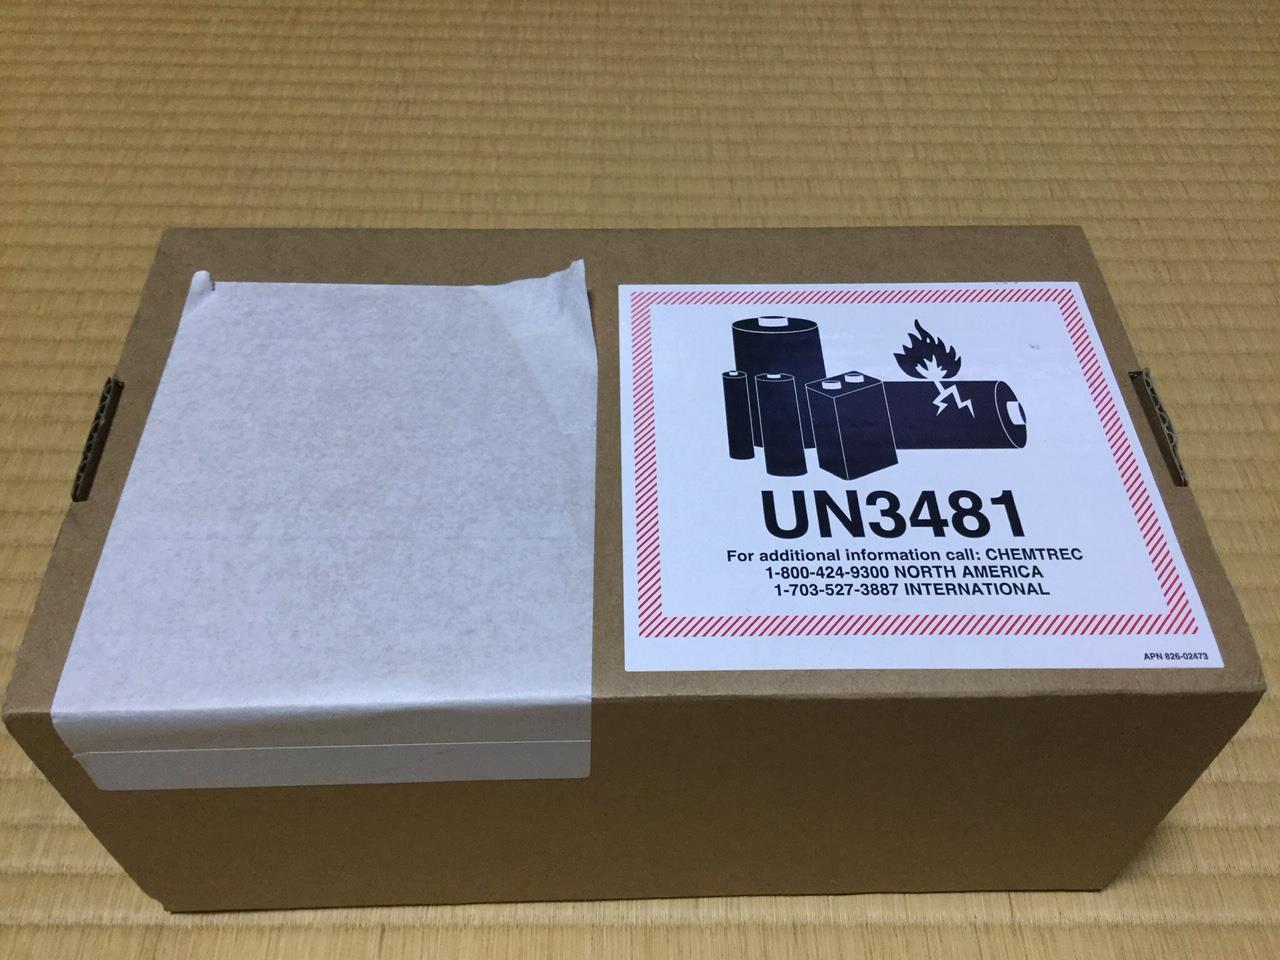 UN3481
For additional information call: CHEMTREC
1-800-424-9300 NORTH AMERICA
1-703-527-3887 INTERNATIONAL
APN 826-02473